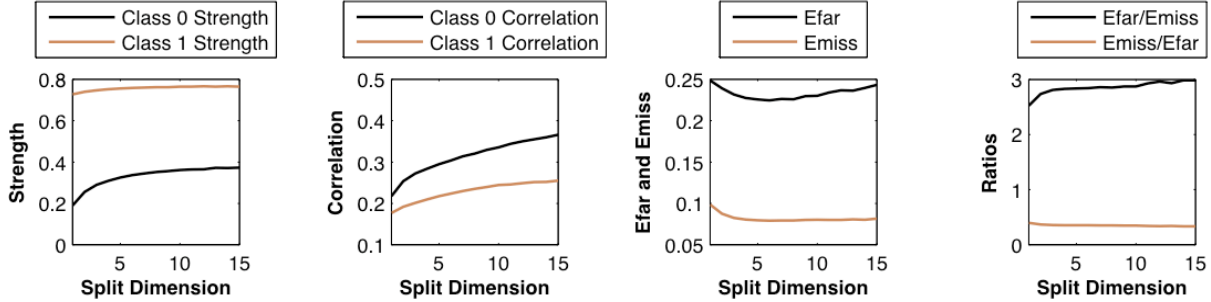 Class 0 Strength
Class 1 Strength
0.8
0.6
0.4
0.2
0
5
10
15
Strength
Split Dimension
Class 0 Correlation
Class 1 Correlation
0.5
0.4
0.3
0.2
0.1
5
10
15
Correlation
Split Dimension
Efar
Emiss
0.25
0.2
0.15
0.1
0.05
5
10
15
Efar and Emiss
Split Dimension
Efar/Emiss
Emiss/Efar
3
2
1
0
5
10
15
Ratios
Split Dimension